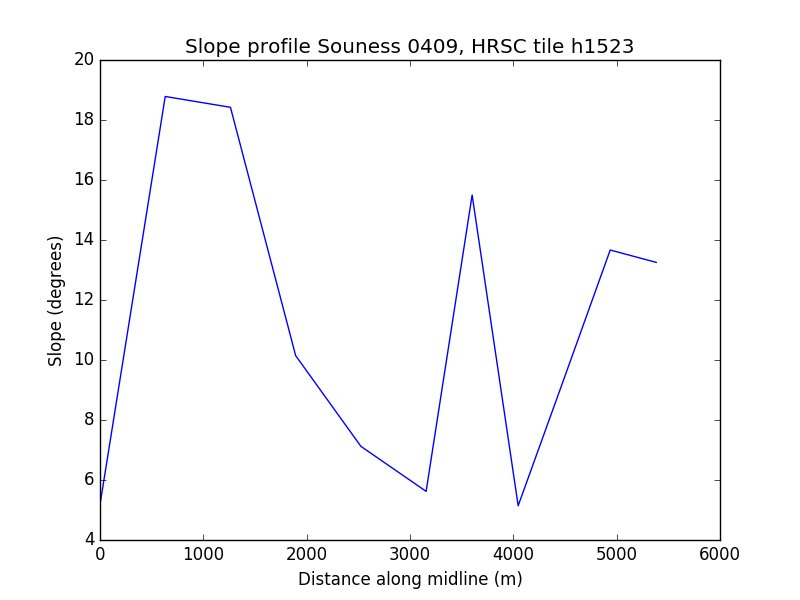 Slope profile Souness 0409, HRSC tile h1523
20
18
16
14
12
10
8
6
4
Slope (degrees)
0 1000 2000 3000 4000 5000 6000
Distance along midline (m)